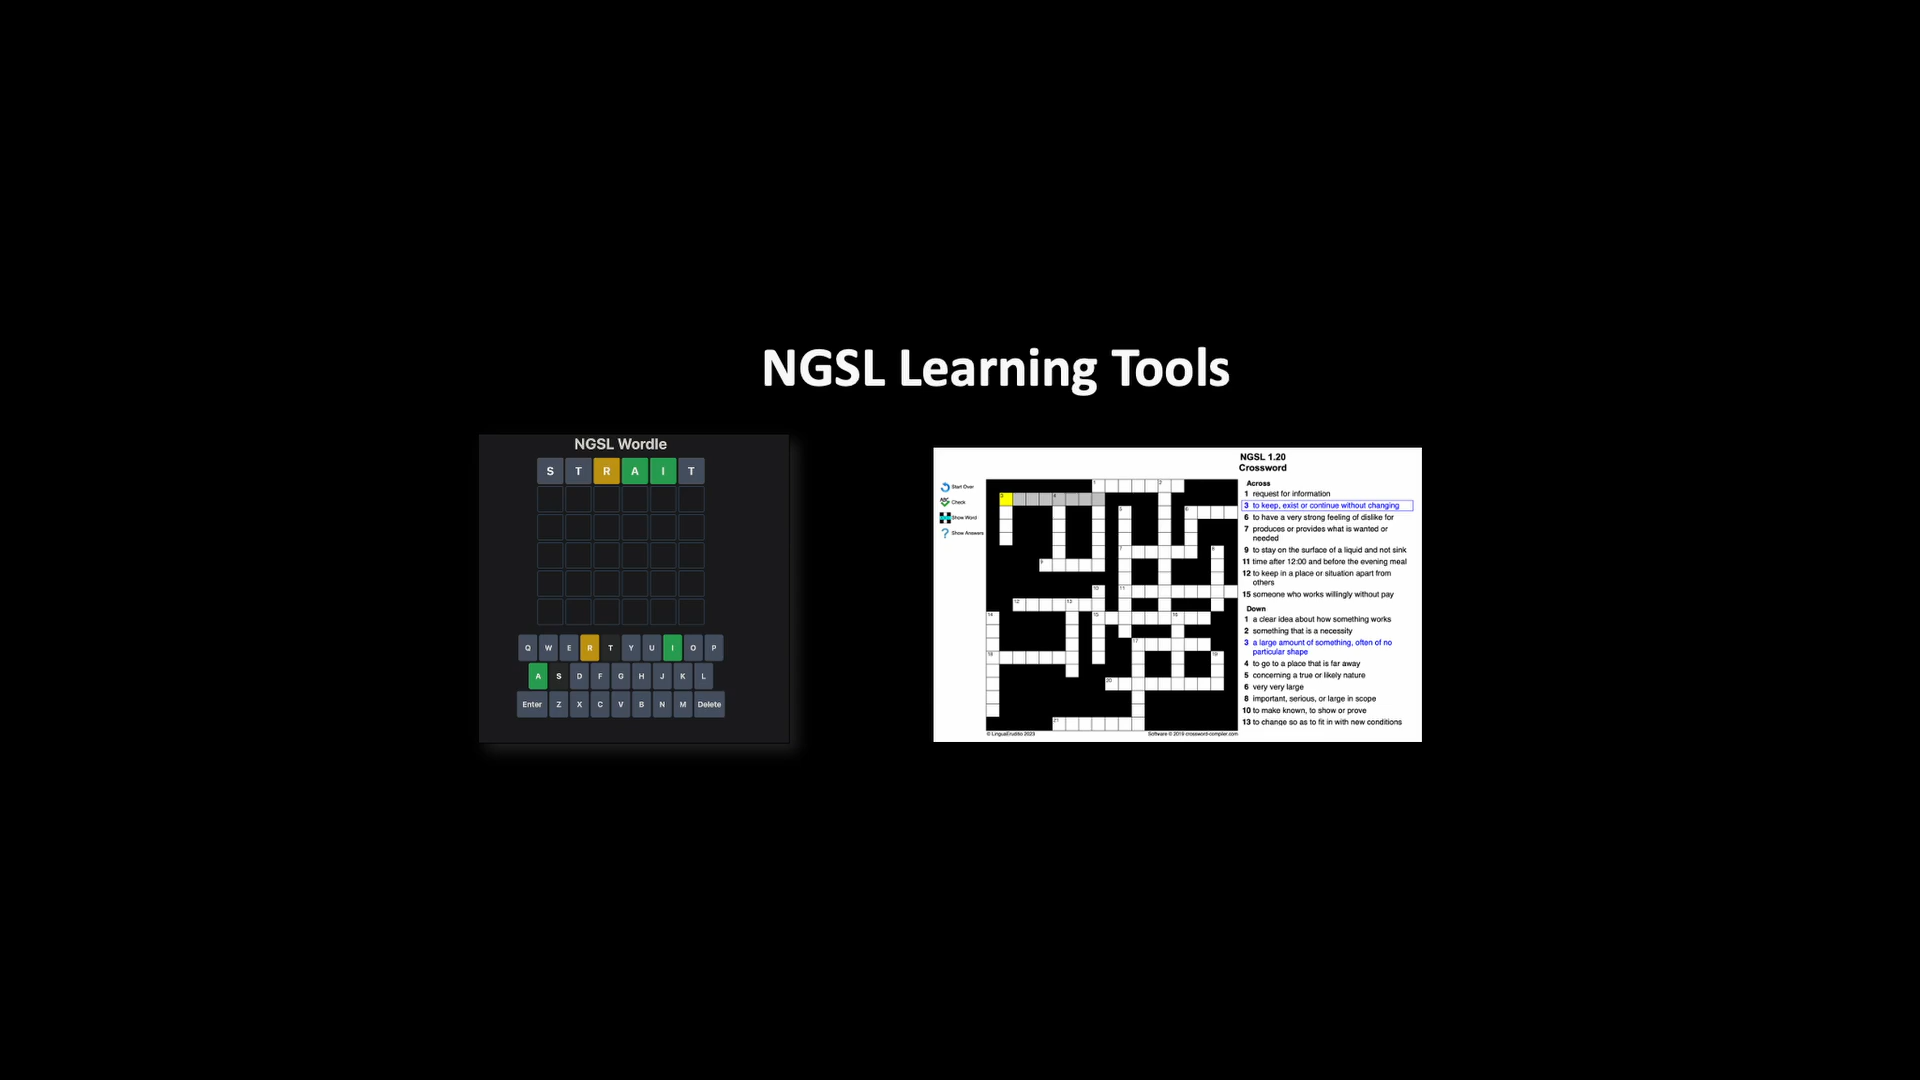 NGSL Learning Tools
NGSL Wordle
S T R A I T
Q W E R T Y U I O P
A S D F G H J K L
Enter Z X C V B N M Delete
NGSL 1.20
Crossword
Start Over
Check
Show Word
Show Answers
Across
1 request for information
3 to keep, exist or continue without changing
6 to have a very strong feeling of dislike for
7 produces or provides what is wanted or
needed
9 to stay on the surface of a liquid and not sink
11 time after 12:00 and before the evening meal
12 to keep in a place or situation apart from
others
15 someone who works willingly without pay
Down
1 a clear idea about how something works
2 something that is a necessity
3 a large amount of something, often of no
particular shape
4 to go to a place that is far away
5 concerning a true or likely nature
6 very very large
8 important, serious, or large in scope
10 to make known, to show or prove
13 to change so as to fit in with new conditions
© LinguaEruditio 2023
Software © 2019 crossword-compiler.com